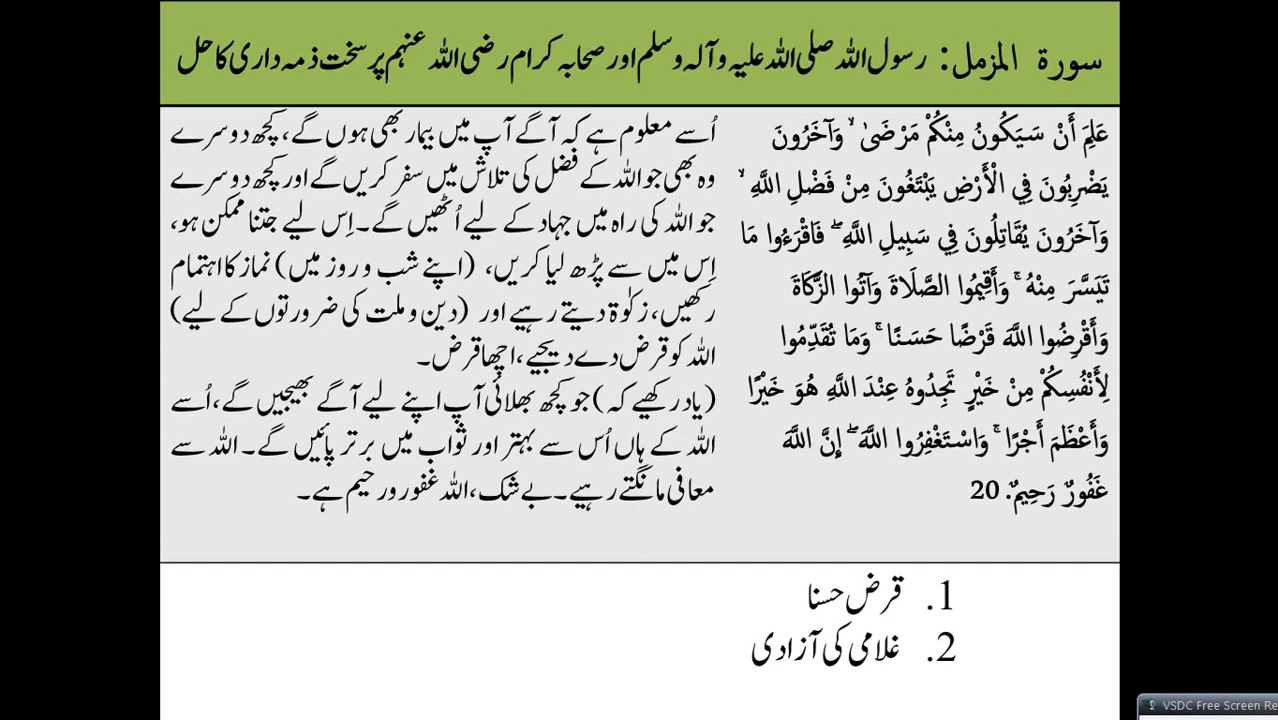 سورۃ المزمل: رسول اللہ صلی اللہ علیہ وآلہ وسلم اور صحابہ کرام رضی اللہ عنہم پر سخت ذمہ داری کا حل
عَلِمَ أَنْ سَيَكُونُ مِنْكُمْ مَرْضَىٰ ۙ وَآخَرُونَ
يَضْرِبُونَ فِي الْأَرْضِ يَبْتَغُونَ مِنْ فَضْلِ اللَّهِ ۙ
وَآخَرُونَ يُقَاتِلُونَ فِي سَبِيلِ اللَّهِ ۖ فَاقْرَءُوا مَا
تَيَسَّرَ مِنْهُ ۚ وَأَقِيمُوا الصَّلَاةَ وَآتُوا الزَّكَاةَ
وَأَقْرِضُوا اللَّهَ قَرْضًا حَسَنًا ۚ وَمَا تُقَدِّمُوا
لِأَنْفُسِكُمْ مِنْ خَيْرٍ تَجِدُوهُ عِنْدَ اللَّهِ هُوَ خَيْرًا
وَأَعْظَمَ أَجْرًا ۚ وَاسْتَغْفِرُوا اللَّهَ ۖ إِنَّ اللَّهَ
غَفُورٌ رَحِيمٌ. 20
اُسے معلوم ہے کہ آگے آپ میں بیمار بھی ہوں گے، کچھ دوسرے
وہ بھی جو اللہ کے فضل کی تلاش میں سفر کریں گے اور کچھ دوسرے
جو اللہ کی راہ میں جہاد کے لیے اُٹھیں گے۔ اِس لیے جتنا ممکن ہو،
اِس میں سے پڑھ لیا کریں، (اپنے شب و روز میں) نماز کا اہتمام
رکھیں، زکوٰۃ دیتے رہیے اور (دین و ملت کی ضرورتوں کے لیے)
اللہ کو قرض دے دیجیے، اچھا قرض۔
(یاد رکھیے کہ) جو کچھ بھلائی آپ اپنے لیے آگے بھیجیں گے، اُسے
اللہ کے ہاں اُس سے بہتر اور ثواب میں برتر پائیں گے۔ اللہ سے
معافی مانگتے رہیے۔ بے شک، اللہ غفور و رحیم ہے۔
1. قرض حسنا
2. غلامی کی آزادی
VSDC Free Screen Re